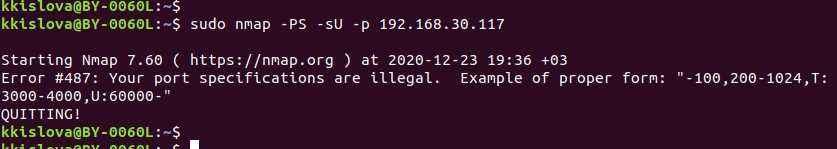 kkislova@BY-0060L:~$
kkislova@BY-0060L:~$ sudo nmap -PS -sU -p 192.168.30.117
Starting Nmap 7.60 ( https://nmap.org ) at 2020-12-23 19:36 +03
Error #487: Your port specifications are illegal.  Example of proper form: "-100,200-1024,T:
3000-4000,U:60000-"
QUITTING!
kkislova@BY-0060L:~$
kkislova@BY-0060L:~$